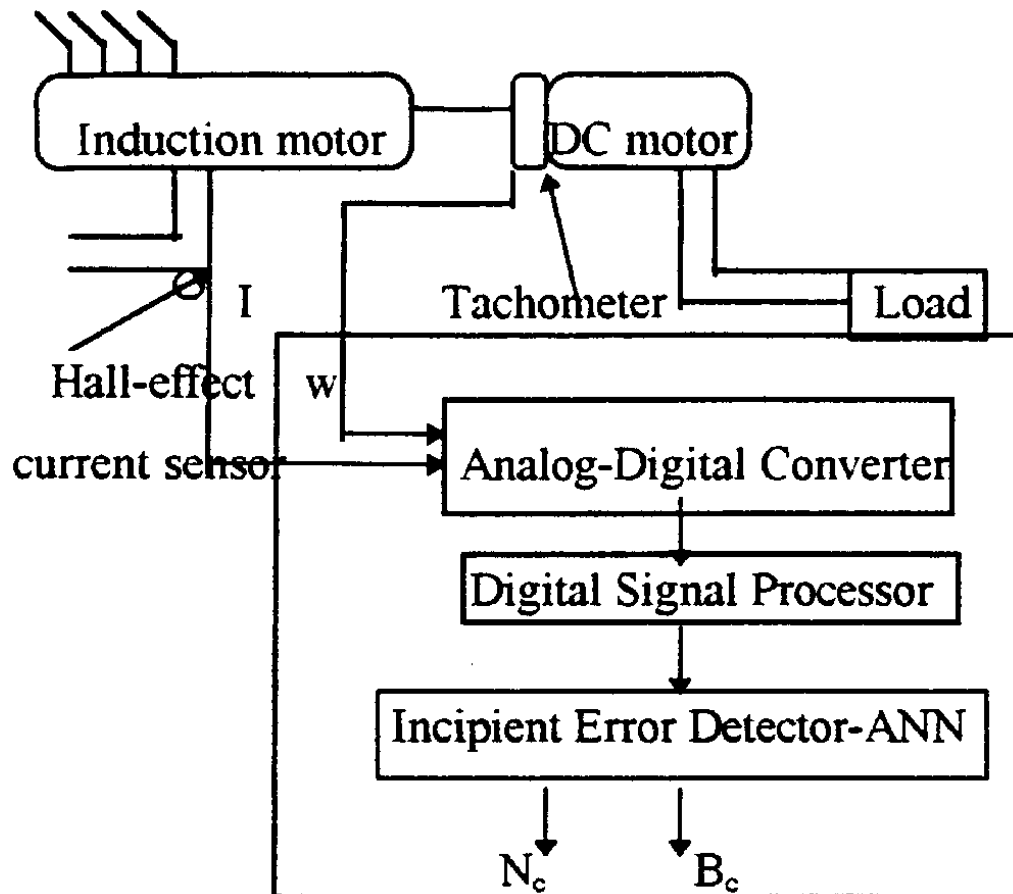 Induction motor
DC motor
I
Tachometer
Load
Hall-effect
w
current sensor
Analog-Digital Converter
Digital Signal Processor
Incipient Error Detector-ANN
N_c
B_c